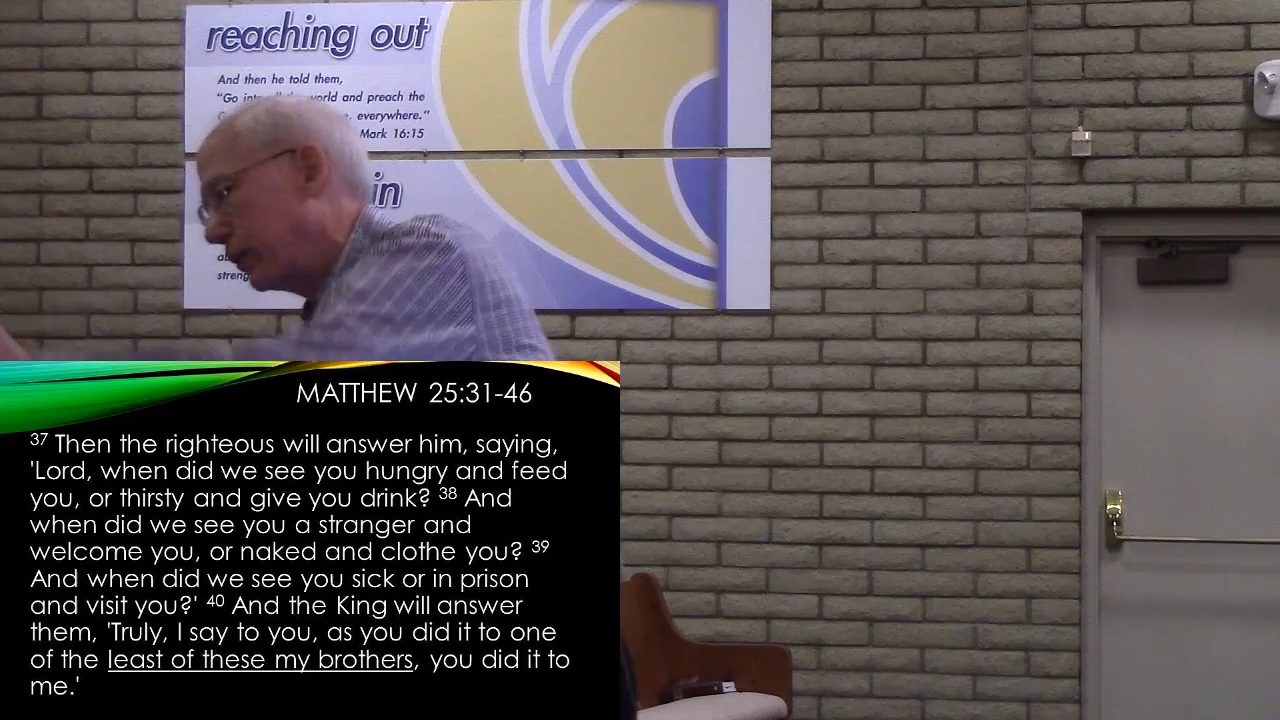 reaching out
And then he told them,
"Go into all the world and preach the
everywhere."
Mark 16:15
in
streng
MATTHEW 25:31-46
37 Then the righteous will answer him, saying,
'Lord, when did we see you hungry and feed
you, or thirsty and give you drink? 38 And
when did we see you a stranger and
welcome you, or naked and clothe you? 39
And when did we see you sick or in prison
and visit you?' 40 And the King will answer
them, 'Truly, I say to you, as you did it to one
of the least of these my brothers, you did it to
me.'